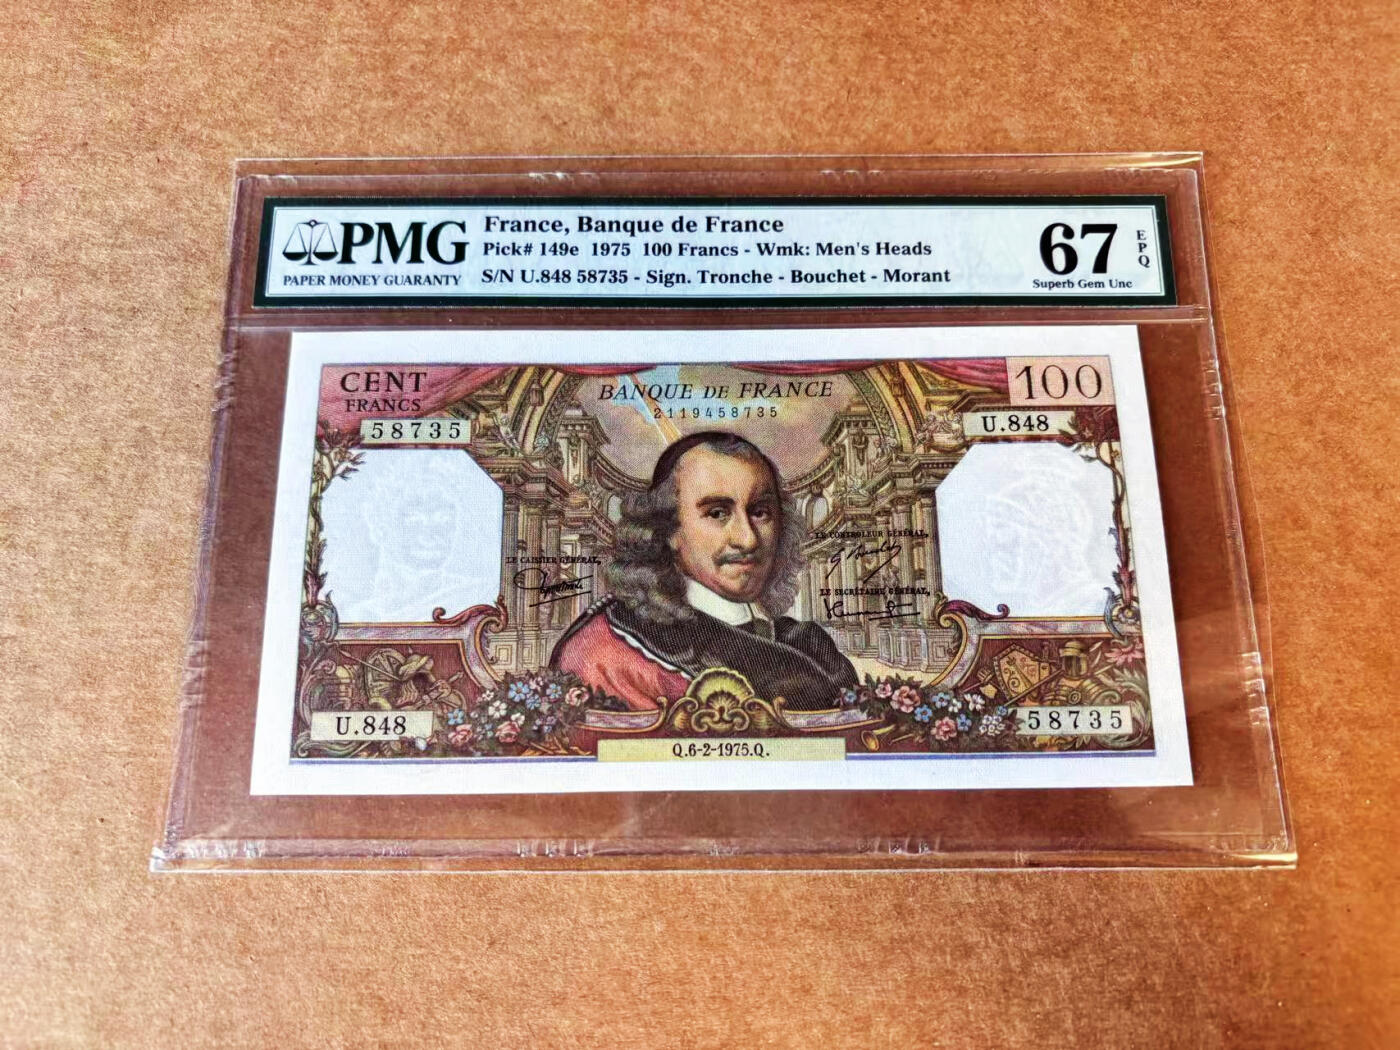 PMG
PAPER MONEY GUARANTY
France, Banque de France
Pick# 149e 1975 100 Francs - Wmk: Men's Heads
S/N U.848 58735 - Sign. Tronche - Bouchet - Morant
67
EPQ
Superb Gem Unc
CENT
FRANCS
58735
BANQUE DE FRANCE
2119458735
100
U.848
LE CAISSIER GÉNÉRAL,
LE CONTROLEUR GÉNÉRAL,
LE SECRÉTAIRE GÉNÉRAL,
U.848
58735
Q.6-2-1975.Q.